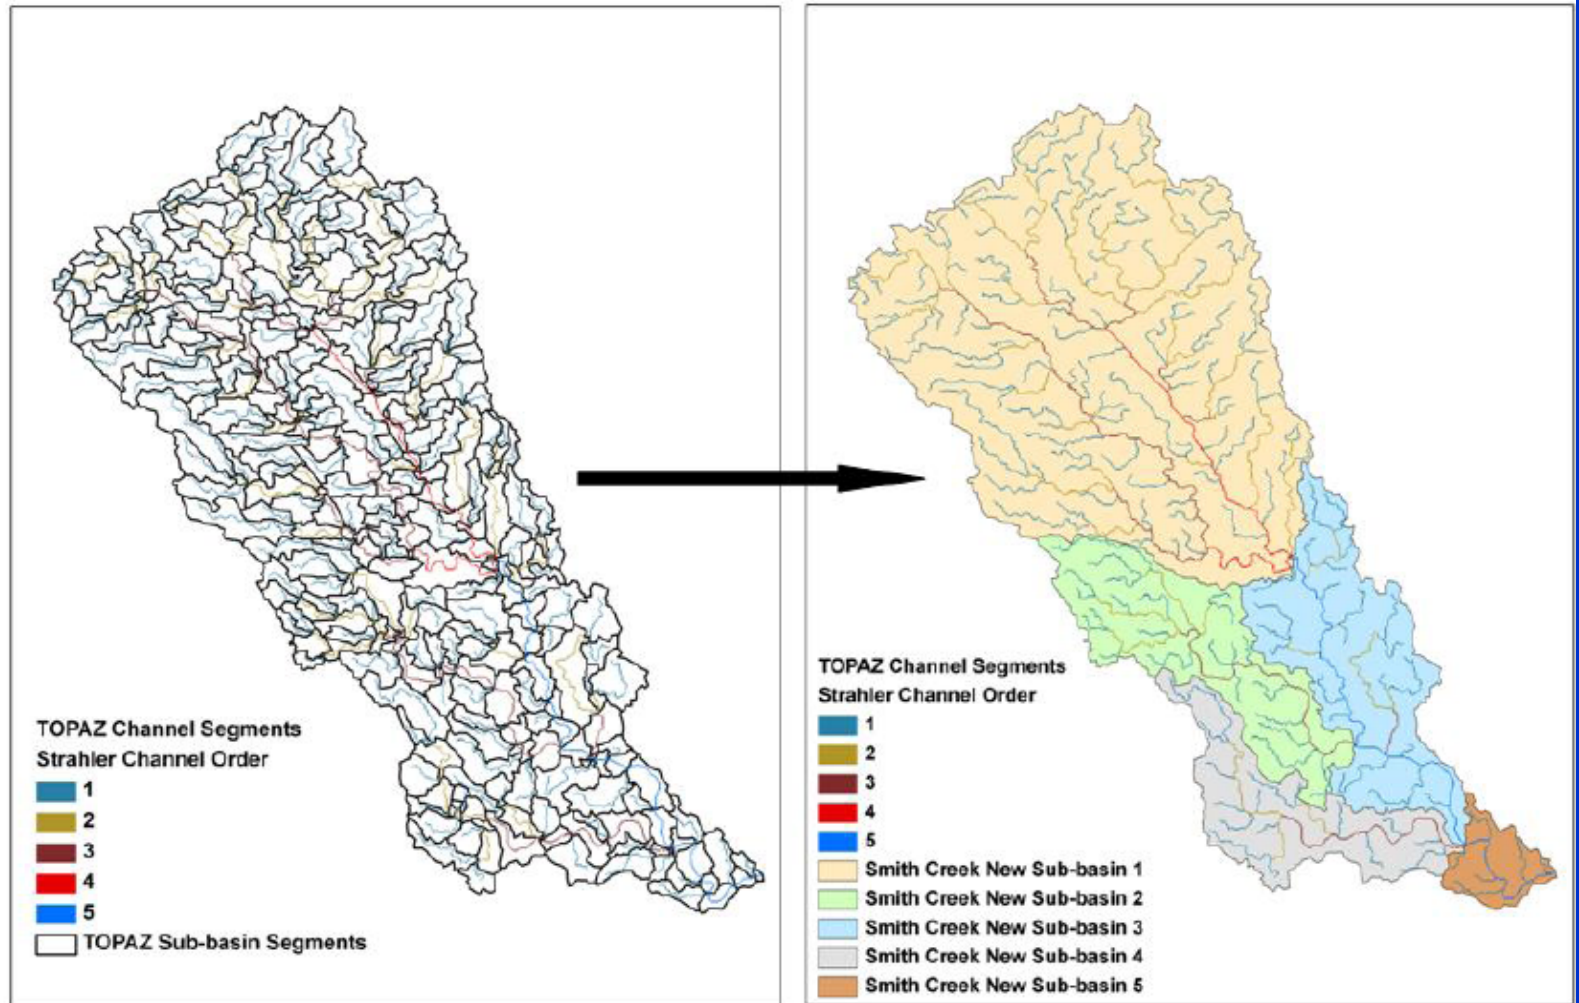 TOPAZ Channel Segments
Strahler Channel Order
1
2
3
4
5
TOPAZ Sub-basin Segments
TOPAZ Channel Segments
Strahler Channel Order
1
2
3
4
5
Smith Creek New Sub-basin 1
Smith Creek New Sub-basin 2
Smith Creek New Sub-basin 3
Smith Creek New Sub-basin 4
Smith Creek New Sub-basin 5